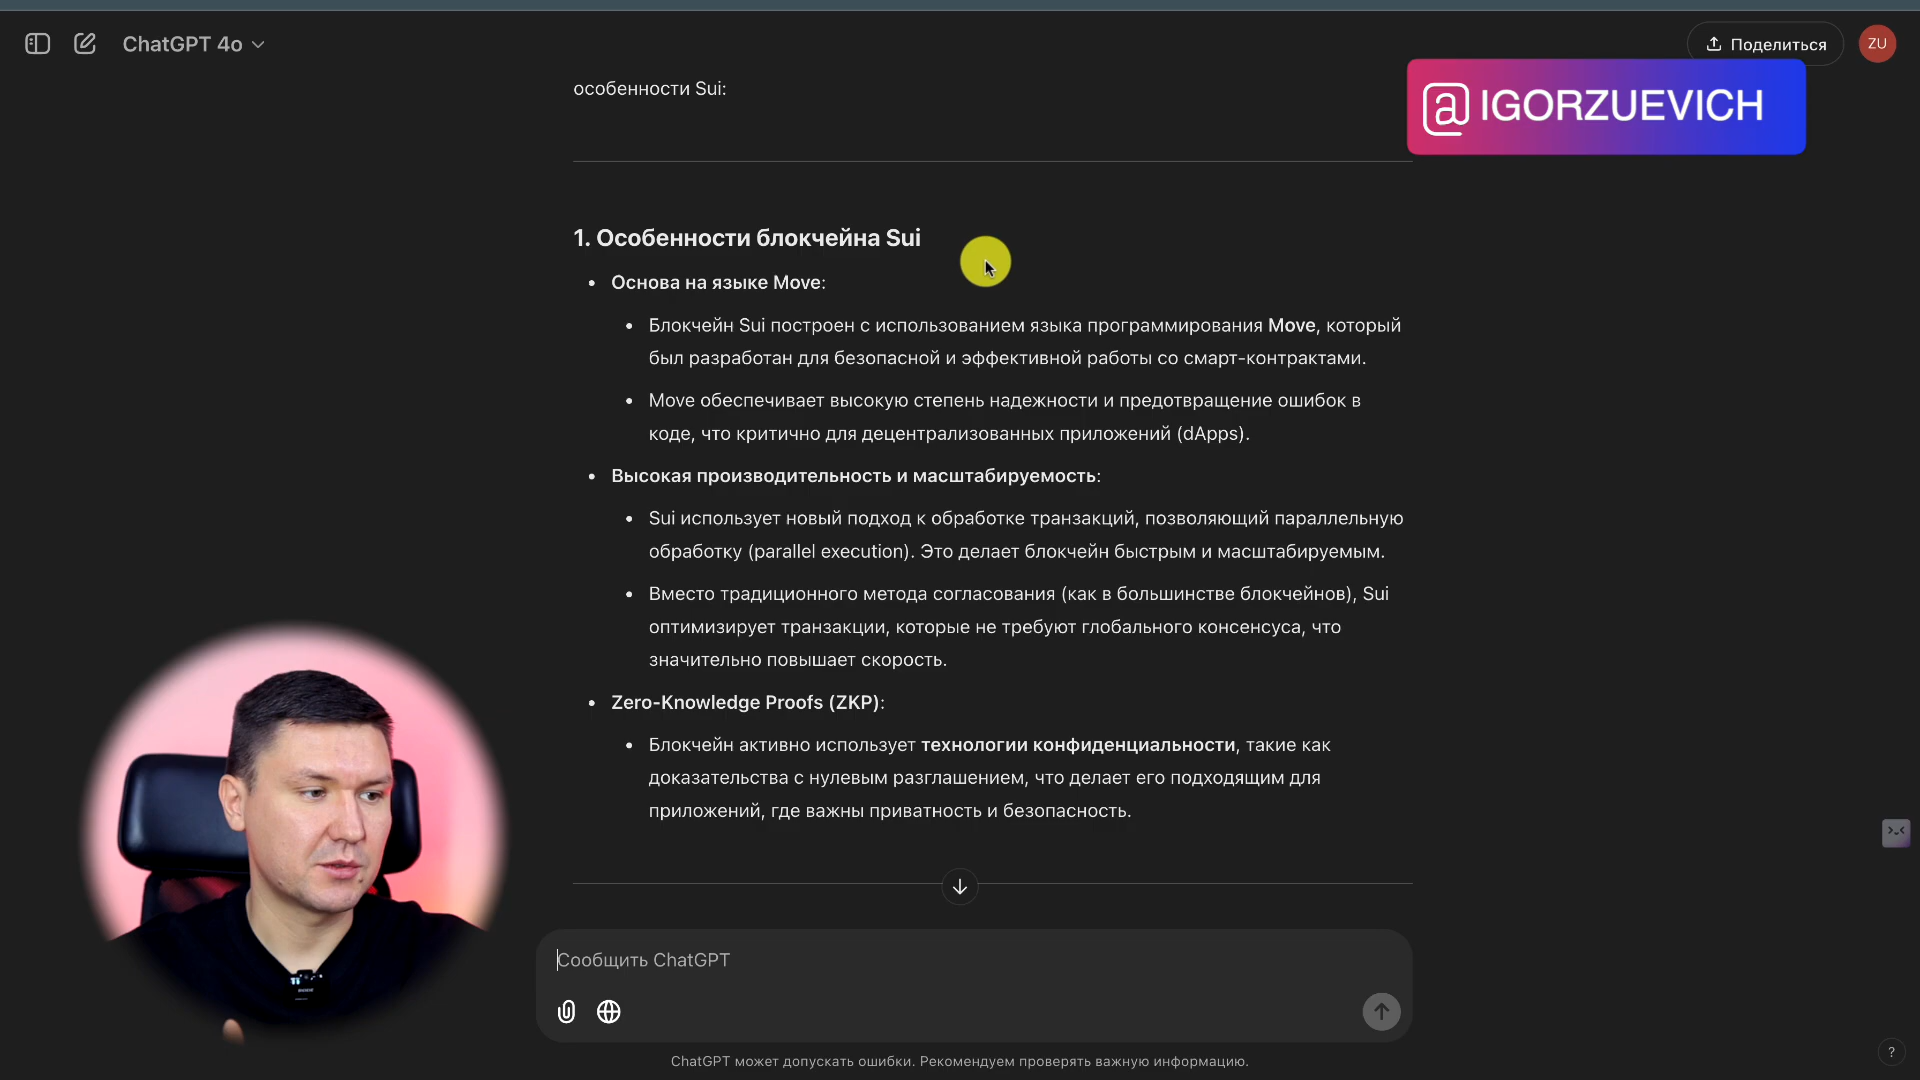 ChatGPT 4o
Поделиться
ZU
@IGORZUEVICH
особенности Sui:
1. Особенности блокчейна Sui
• Основа на языке Move:
• Блокчейн Sui построен с использованием языка программирования Move, который
был разработан для безопасной и эффективной работы со смарт-контрактами.
• Move обеспечивает высокую степень надежности и предотвращение ошибок в
коде, что критично для децентрализованных приложений (dApps).
• Высокая производительность и масштабируемость:
• Sui использует новый подход к обработке транзакций, позволяющий параллельную
обработку (parallel execution). Это делает блокчейн быстрым и масштабируемым.
• Вместо традиционного метода согласования (как в большинстве блокчейнов), Sui
оптимизирует транзакции, которые не требуют глобального консенсуса, что
значительно повышает скорость.
• Zero-Knowledge Proofs (ZKP):
• Блокчейн активно использует технологии конфиденциальности, такие как
доказательства с нулевым разглашением, что делает его подходящим для
приложений, где важны приватность и безопасность.
Сообщить ChatGPT
ChatGPT может допускать ошибки. Рекомендуем проверять важную информацию.
?